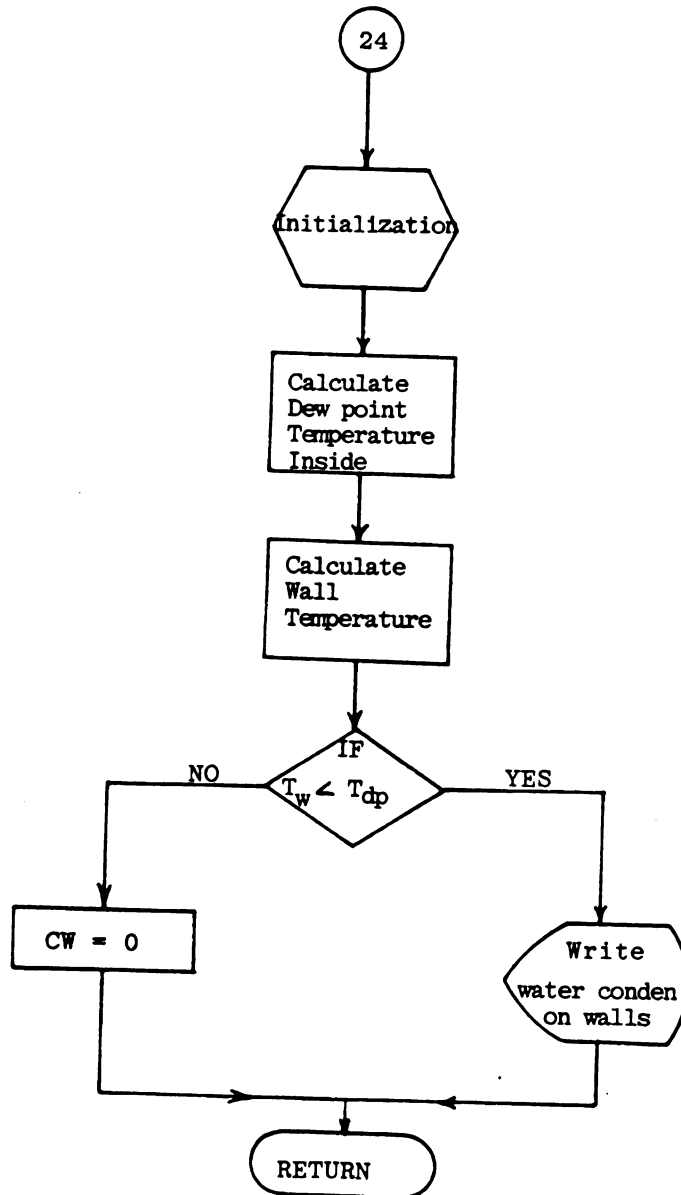 24
Initialization
Calculate
Dew point
Temperature
Inside
Calculate
Wall
Temperature
IF
T_w < T_dp
NO
YES
CW = 0
Write
water conden
on walls
RETURN